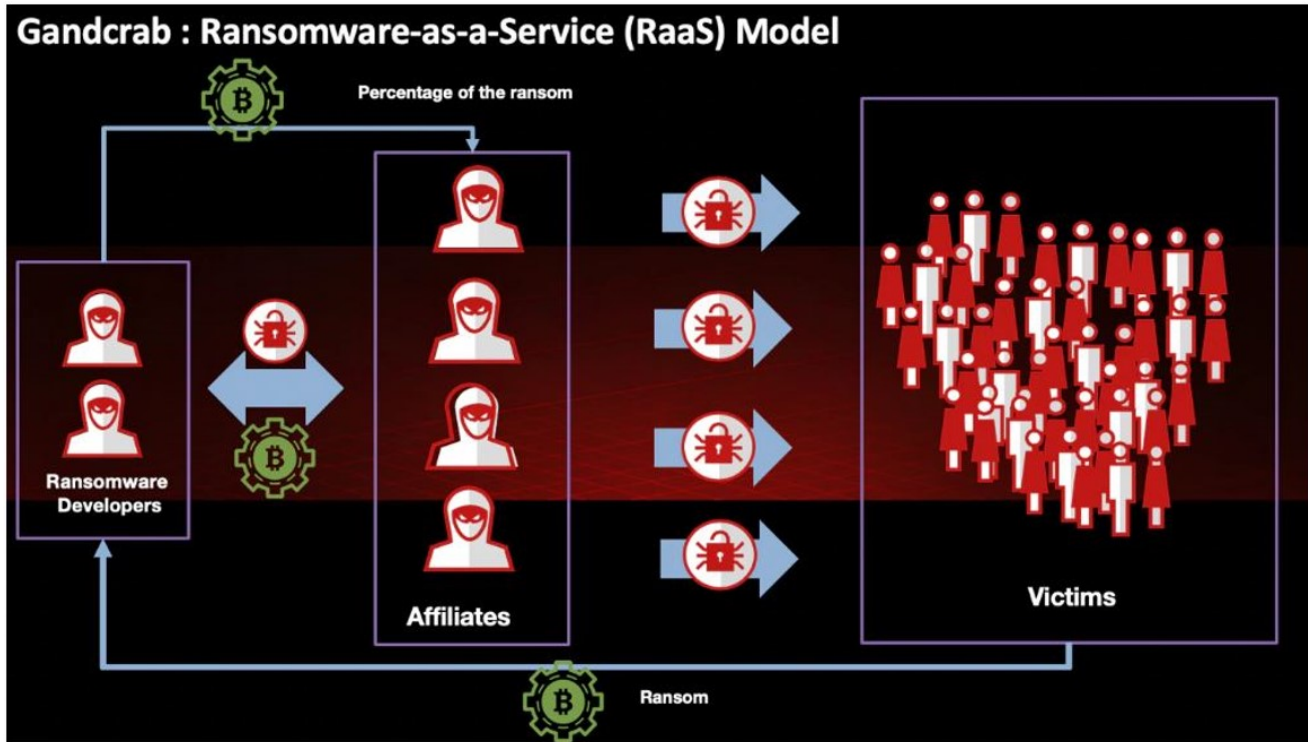 Gandcrab : Ransomware-as-a-Service (RaaS) Model
Percentage of the ransom
Ransomware
Developers
Affiliates
Victims
Ransom